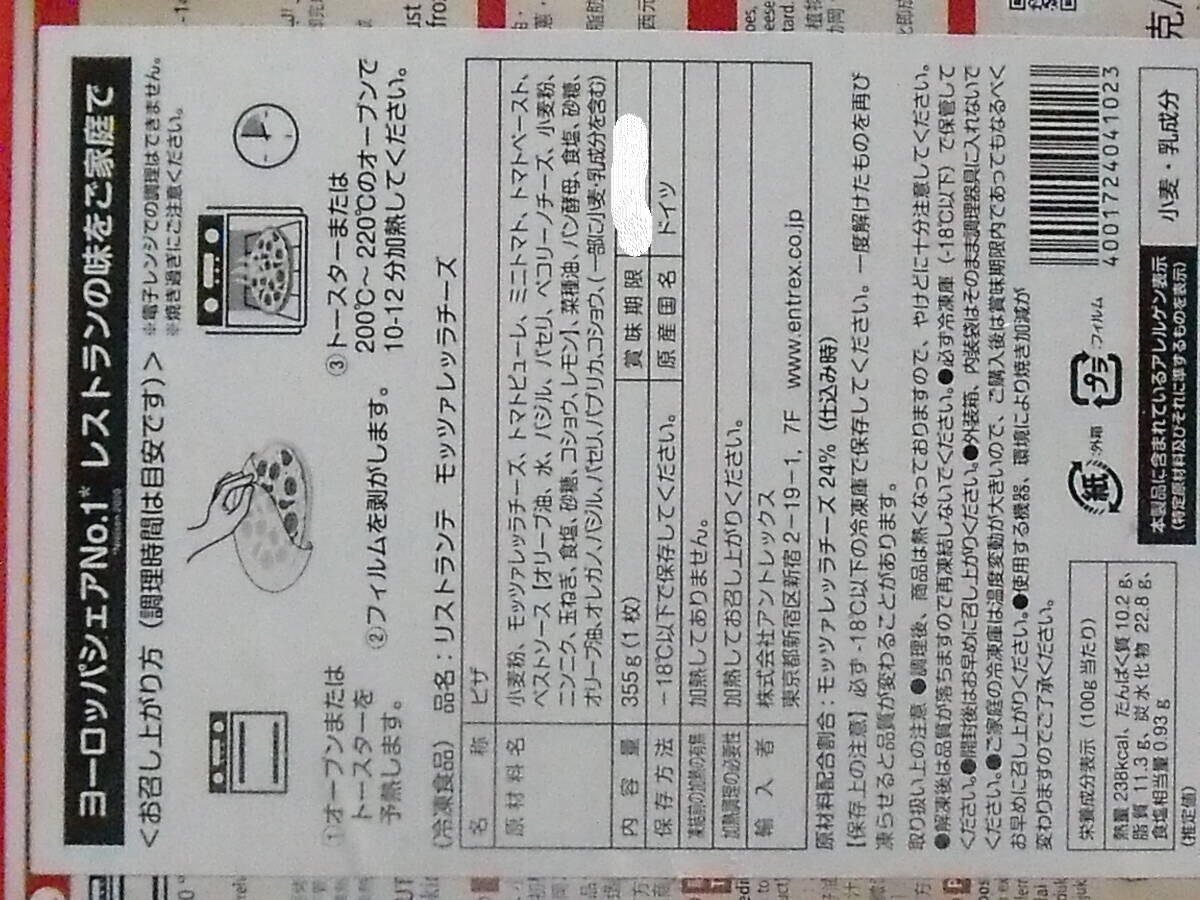 ヨーロッパシェアNo.1* レストランの味をご家庭で
<お召し上がり方（調理時間は目安です）>
※電子レンジでの調理はできません。
※焼き過ぎにご注意ください。
①オーブンまたは
トースターを
予熱します。
②フィルムを剥がします。
③トースターまたは
200℃～220℃のオーブンで
10-12分加熱してください。
（冷凍食品） 品名：リストランテ モッツァレッラチーズ
名称 ピザ
原材料名 小麦粉、モッツァレッラチーズ、トマトピューレ、ミニトマト、トマトペースト、
ペストソース【オリーブ油、水、バジル、パセリ、ペコリーノチーズ、小麦粉、
ニンニク、玉ねぎ、食塩、砂糖、コショウ、レモン】、菜種油、パン酵母、食塩、砂糖、
オリーブ油、オレガノ、バジル、パセリ、パプリカ、コショウ、(一部に小麦・乳成分を含む)
内容量 355g(1枚) 賞味期限
保存方法 -18℃以下で保存してください。 原産国名 ドイツ
凍結前の加熱の有無 加熱してありません。
加熱調理の必要性 加熱してお召し上がりください。
輸入者 株式会社アントレックス
東京都新宿区新宿2-19-1, 7F www.entrex.co.jp
原材料配合割合：モッツァレッラチーズ 24%（仕込み時）
【保存上の注意】必ず -18℃以下の冷凍庫で保存してください。一度解けたものを再び
凍らせると品質が変わることがあります。
取り扱い上の注意 ●調理後、商品は熱くなっておりますので、やけどに十分注意してください。
●解凍後は品質が落ちますので再凍結しないでください。●必ず冷凍庫（-18℃以下）で保管して
ください。●開封後はお早めに召し上がりください。●外装箱、内装袋はそのまま調理器具に入れないで
ください。●ご家庭の冷凍庫は温度変動が大きいので、ご購入後は賞味期限内であってもなるべく
お早めに召し上がりください。●使用する機器、環境により焼き加減が
変わりますのでご了承ください。
栄養成分表示（100g 当たり）
熱量 238kcal、たんぱく質 10.2 g、
脂質 11.3 g、炭水化物 22.8 g、
食塩相当量 0.93 g
(推定値)
紙 :外箱
プラ :フィルム
4001724041023
本製品に含まれているアレルゲン表示
(特定原材料及びそれに準ずるものを表示)
小麦・乳成分